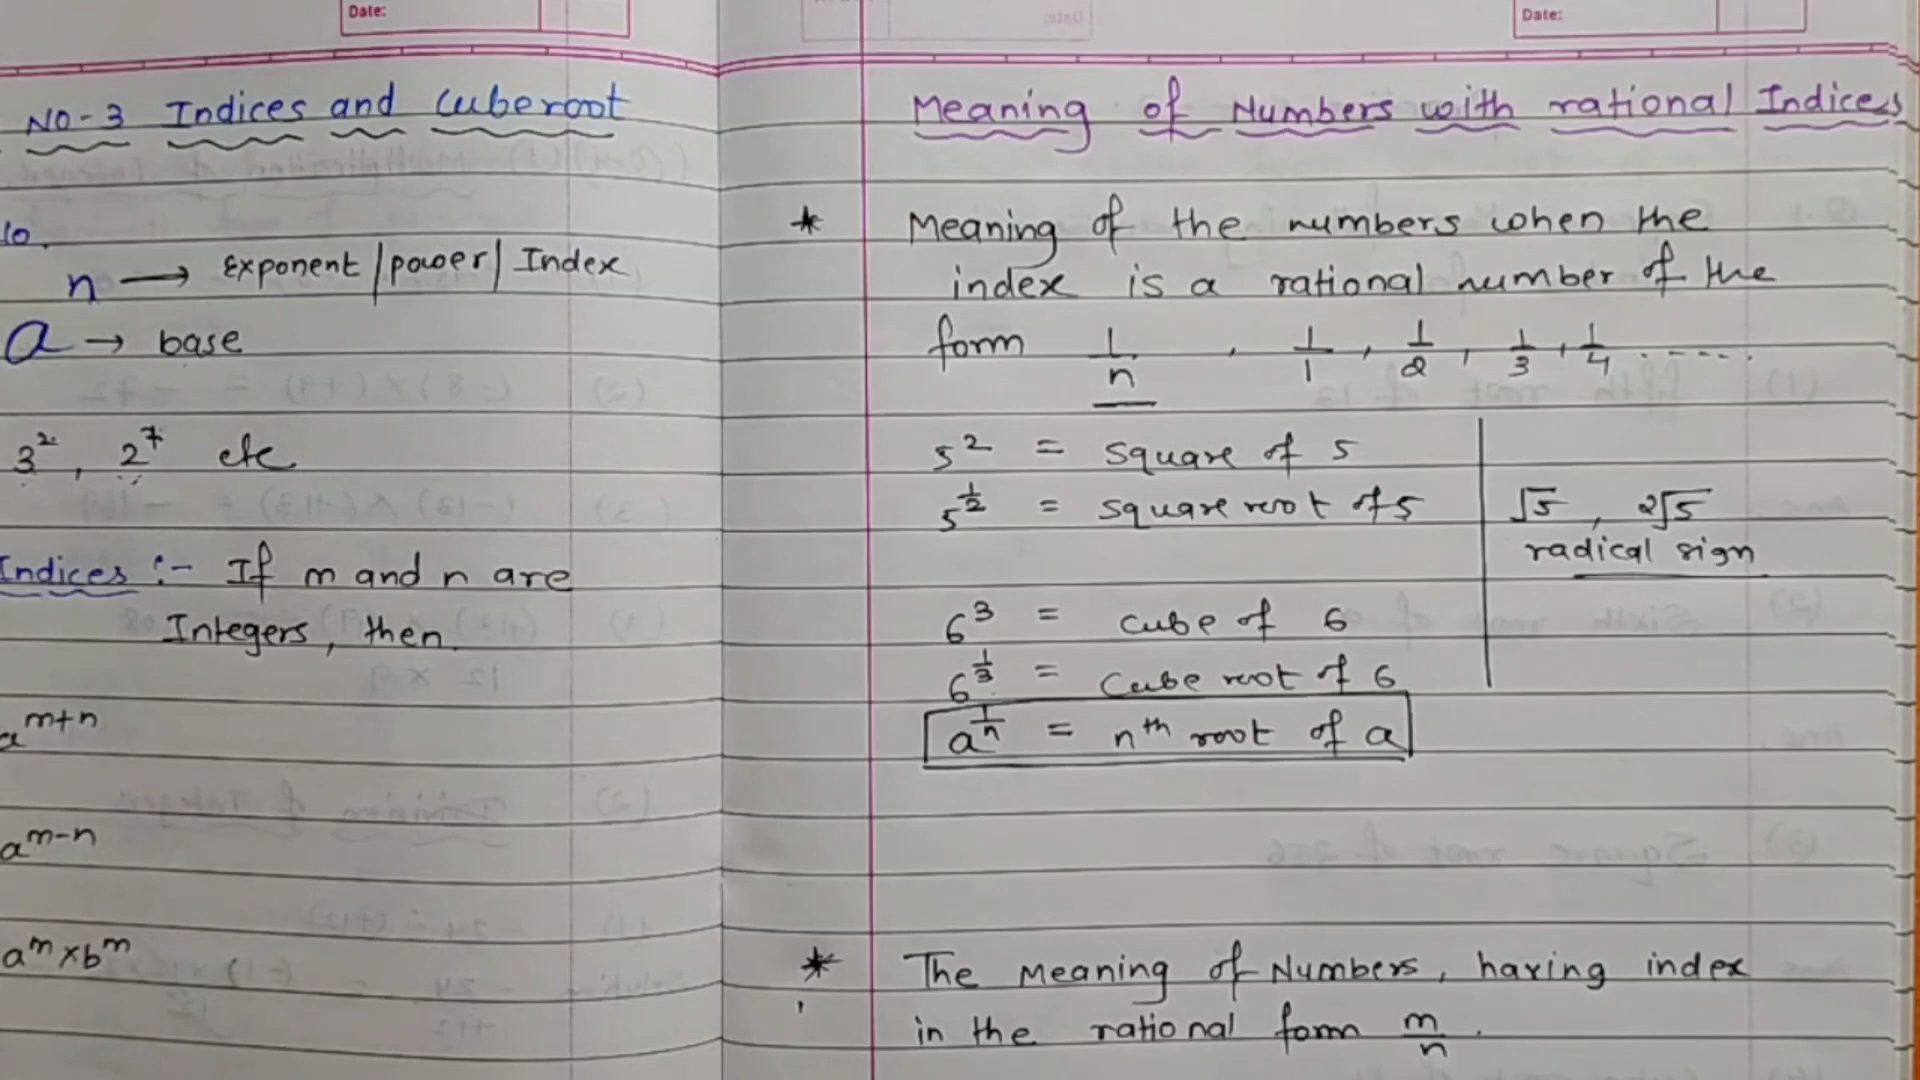 Date:
NO-3 Indices and Cuberoot
10.
n → Exponent | power | Index
a → base
3², 2⁷ etc
Indices :- If m and n are
Integers, then.
a^(m+n)
a^(m-n)
a^m × b^m
Date:
Meaning of Numbers with rational Indices
* Meaning of the numbers when the
index is a rational number of the
form 1/n , 1/1 , 1/2 , 1/3 , 1/4 .....
5² = square of 5
5^(1/2) = square root of 5 √5 , ²√5
radical sign
6³ = cube of 6
6^(1/3) = Cube root of 6
a^(1/n) = nth root of a
* The Meaning of Numbers, having index
in the rational form m/n.